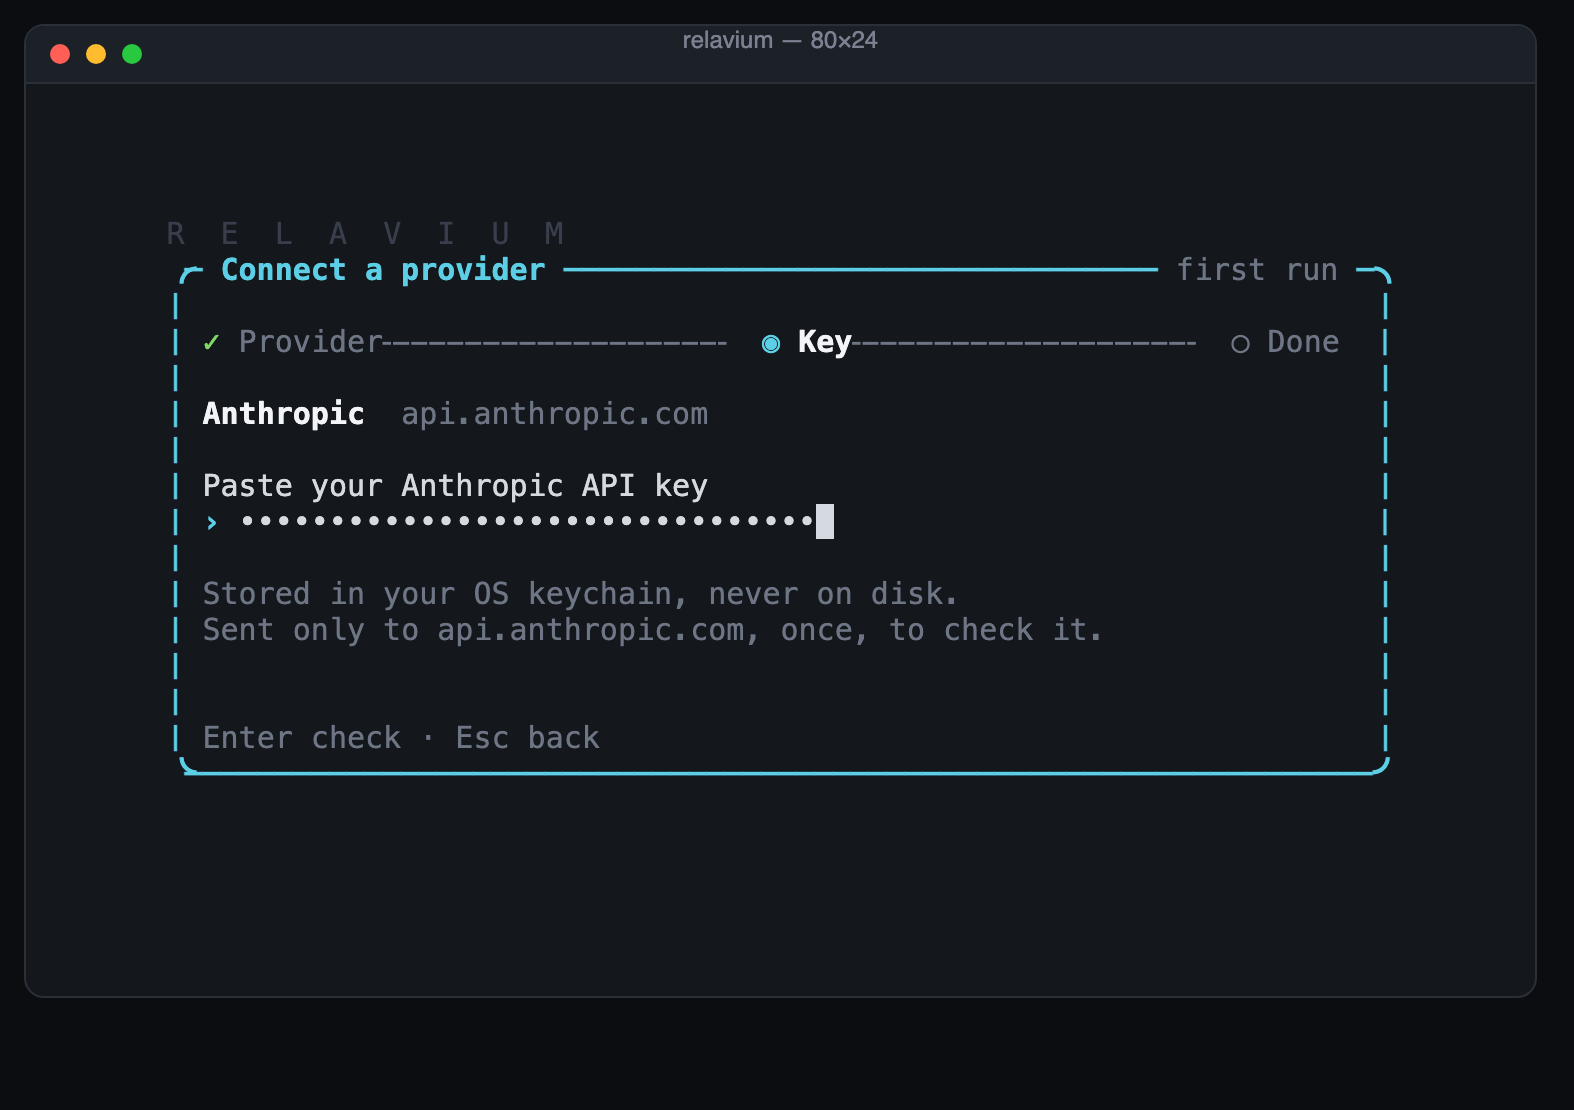 relavium — 80×24
R E L A V I U M
Connect a provider first run
✓ Provider ◉ Key ○ Done
Anthropic api.anthropic.com
Paste your Anthropic API key
› ••••••••••••••••••••••••••••••••
Stored in your OS keychain, never on disk.
Sent only to api.anthropic.com, once, to check it.
Enter check · Esc back